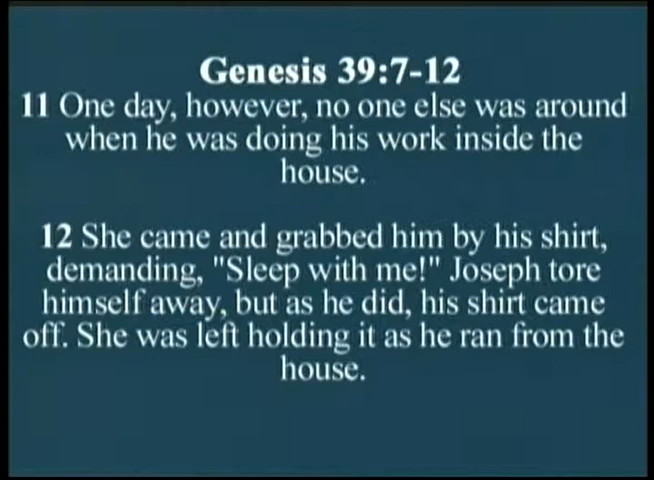 Genesis 39:7-12
11 One day, however, no one else was around
when he was doing his work inside the
house.
12 She came and grabbed him by his shirt,
demanding, "Sleep with me!" Joseph tore
himself away, but as he did, his shirt came
off. She was left holding it as he ran from the
house.